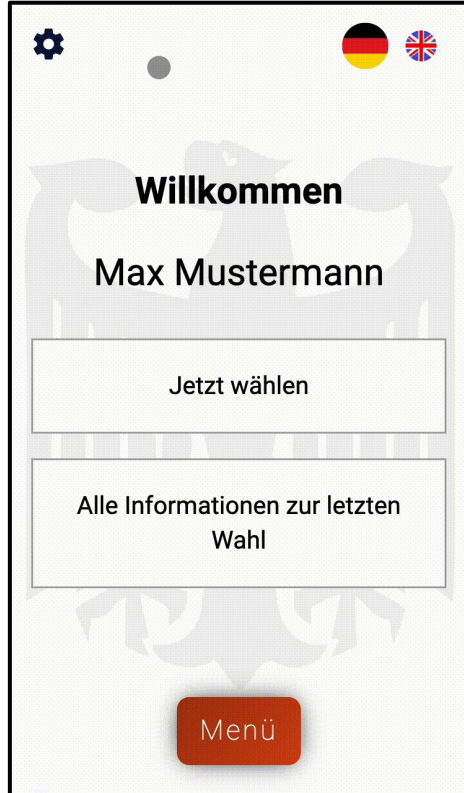 Willkommen
Max Mustermann
Jetzt wählen
Alle Informationen zur letzten
Wahl
Menü